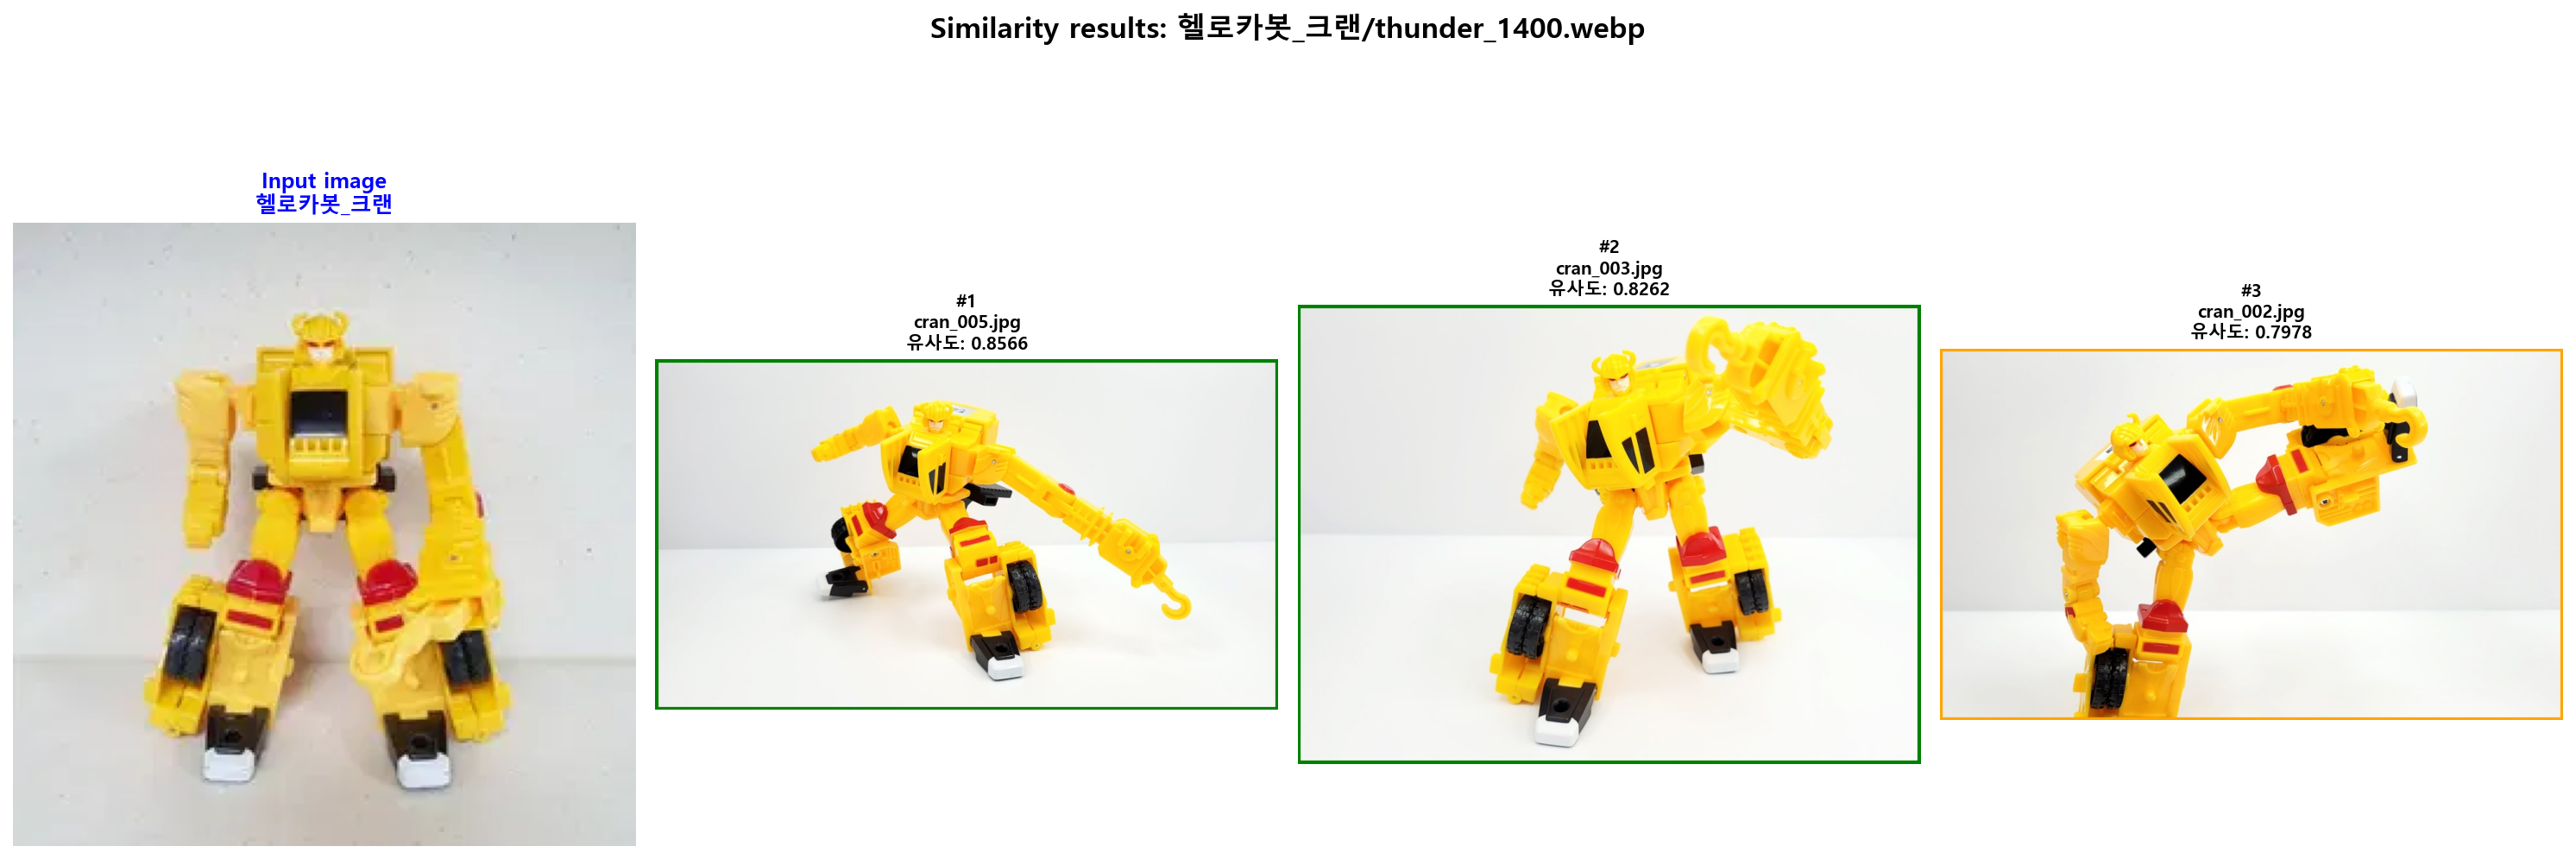 Similarity results: 헬로카봇_크랜/thunder_1400.webp
Input image
헬로카봇_크랜
#1
cran_005.jpg
유사도: 0.8566
#2
cran_003.jpg
유사도: 0.8262
#3
cran_002.jpg
유사도: 0.7978